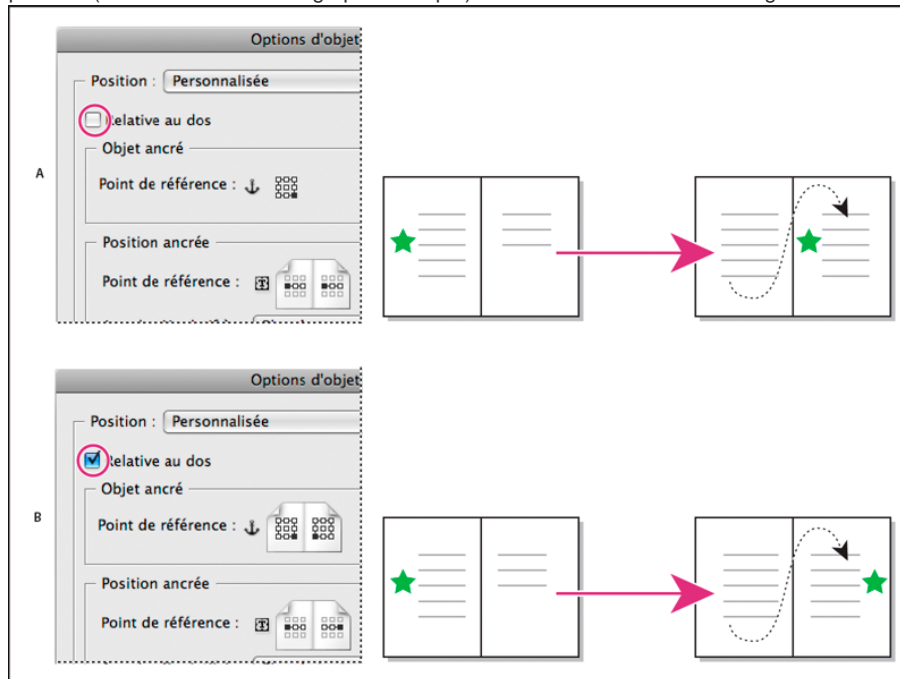 Options d'objet
Position : Personnalisée
Relative au dos
Objet ancré
A
Point de référence :
Position ancrée
Point de référence :
Options d'objet
Position : Personnalisée
Relative au dos
Objet ancré
B
Point de référence :
Position ancrée
Point de référence :